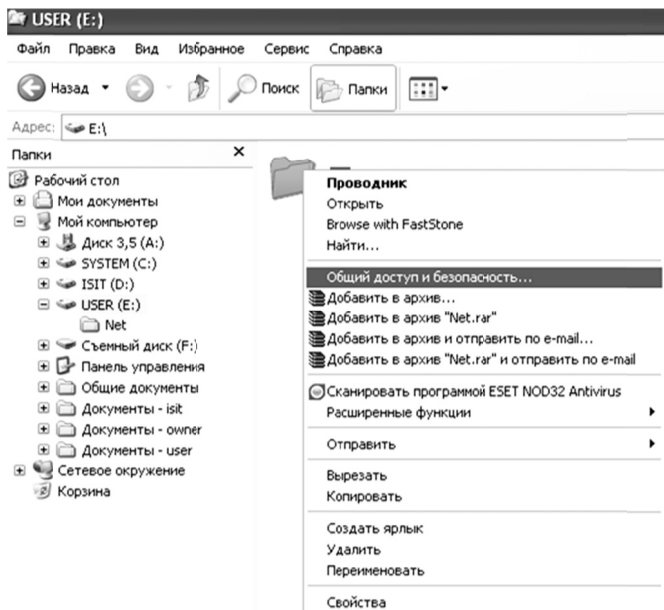 USER (E:)
Файл Правка Вид Избранное Сервис Справка
Назад Поиск Папки
Адрес: E:\
Папки
Рабочий стол
Мои документы
Мой компьютер
Диск 3,5 (A:)
SYSTEM (C:)
ISIT (D:)
USER (E:)
Net
Съемный диск (F:)
Панель управления
Общие документы
Документы - isit
Документы - owner
Документы - user
Сетевое окружение
Корзина
Проводник
Открыть
Browse with FastStone
Найти...
Общий доступ и безопасность...
Добавить в архив...
Добавить в архив "Net.rar"
Добавить в архив и отправить по e-mail...
Добавить в архив "Net.rar" и отправить по e-mail
Сканировать программой ESET NOD32 Antivirus
Расширенные функции
Отправить
Вырезать
Копировать
Создать ярлык
Удалить
Переименовать
Свойства